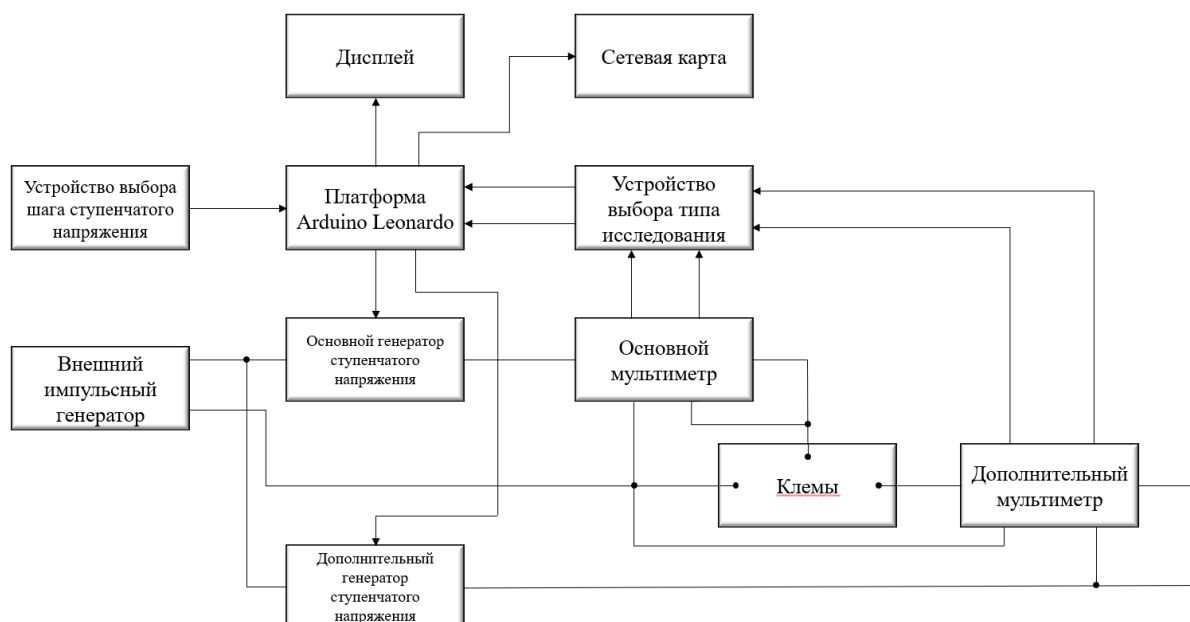 Дисплей
Сетевая карта
Устройство выбора
шага ступенчатого
напряжения
Платформа
Arduino Leonardo
Устройство
выбора типа
исследования
Внешний
импульсный
генератор
Основной генератор
ступенчатого
напряжения
Основной
мультиметр
Клемы
Дополнительный
мультиметр
Дополнительный
генератор
ступенчатого
напряжения